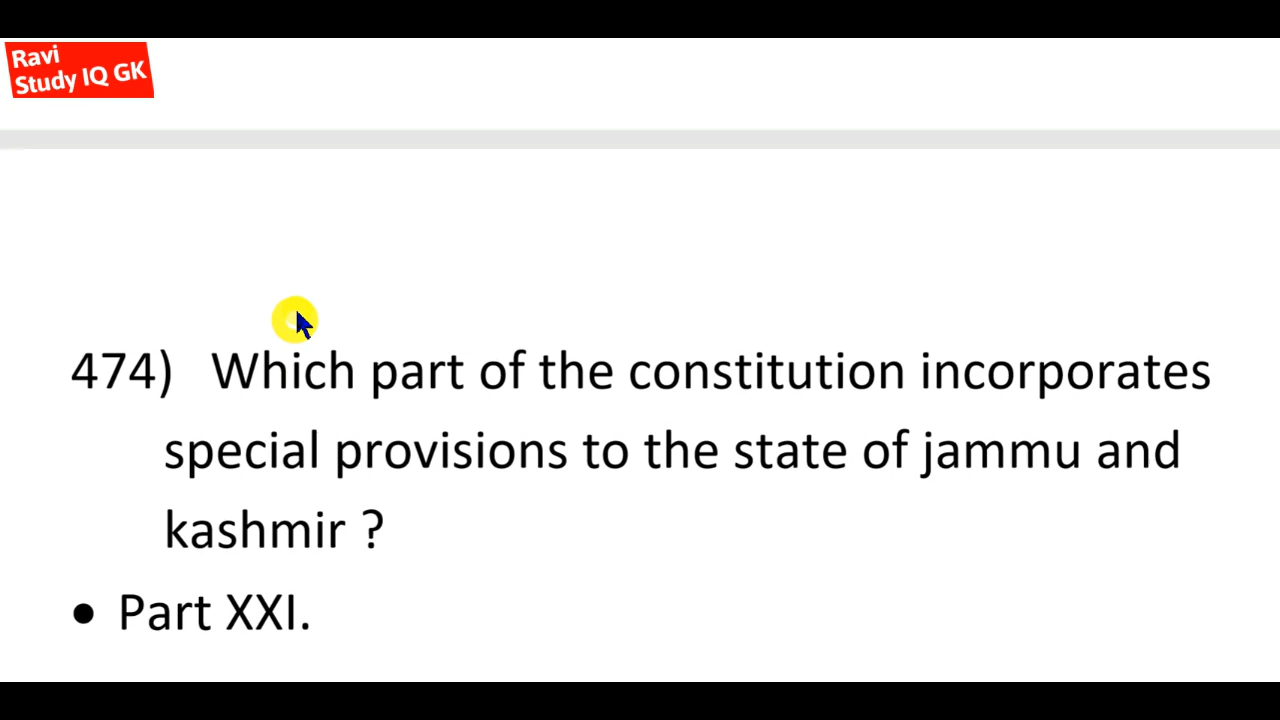 Ravi
Study IQ GK
474) Which part of the constitution incorporates
special provisions to the state of jammu and
kashmir ?
• Part XXI.